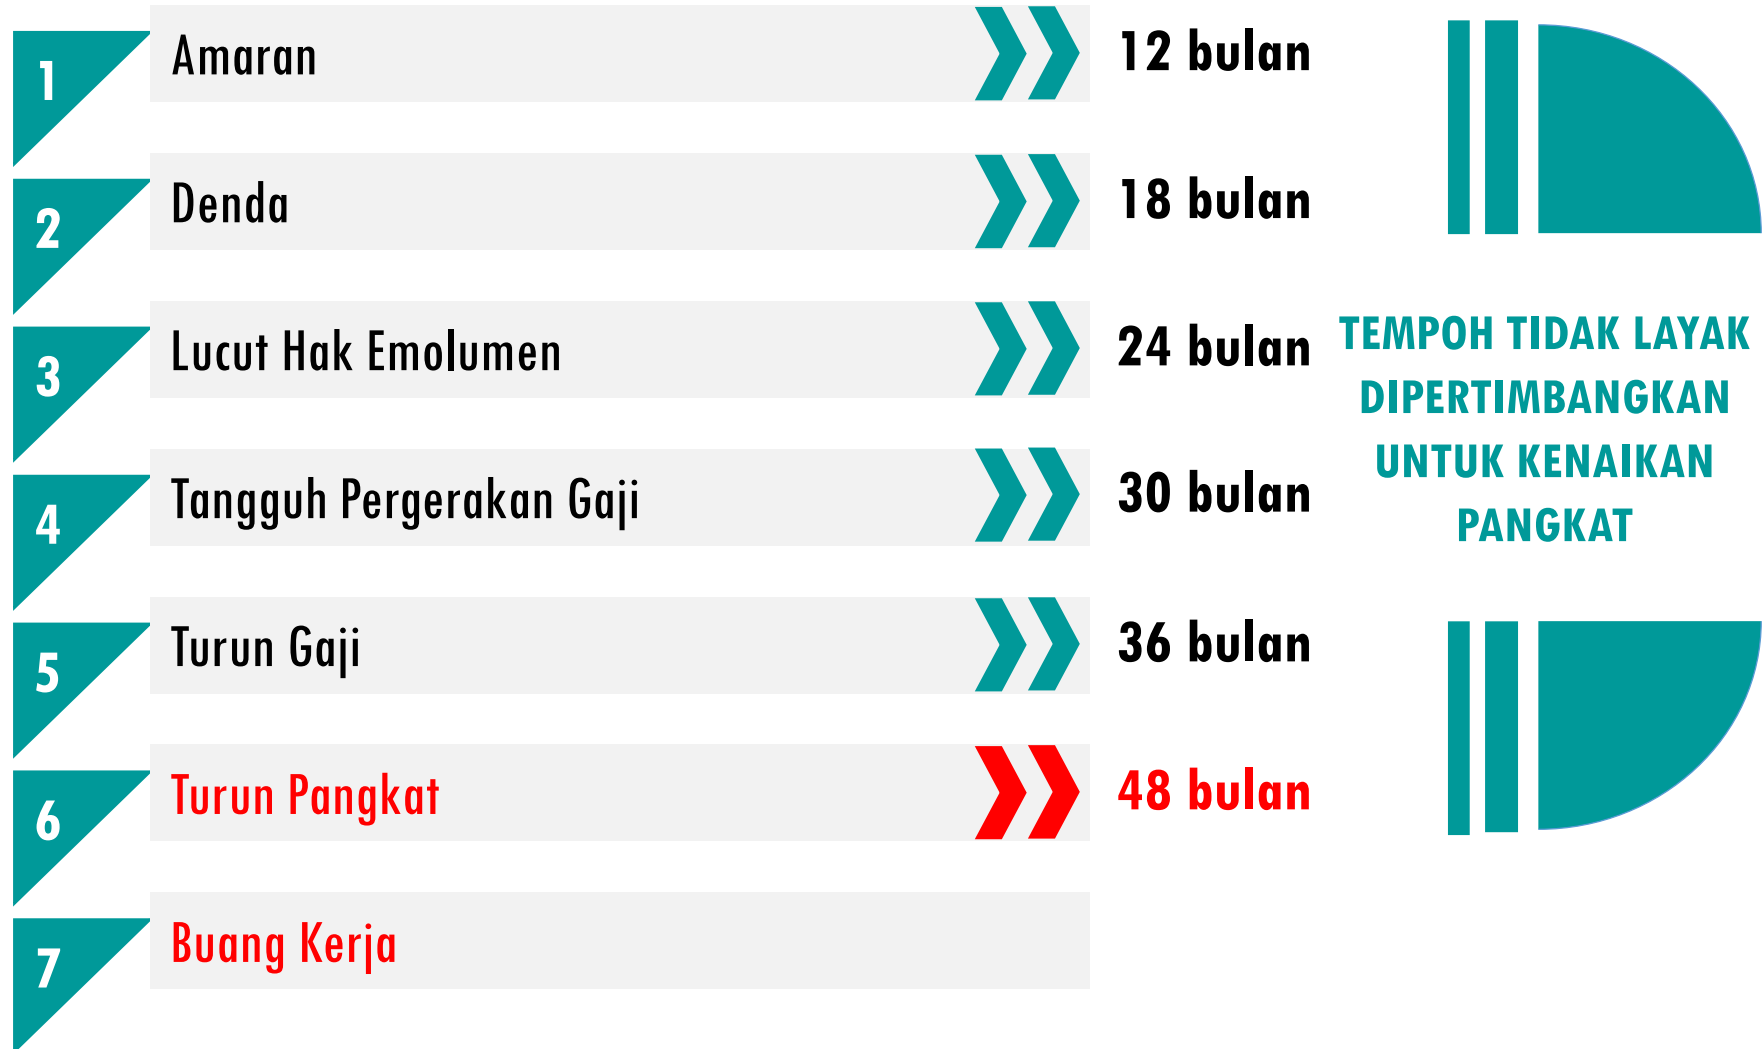 1 Amaran 12 bulan
2 Denda 18 bulan
3 Lucut Hak Emolumen 24 bulan
4 Tangguh Pergerakan Gaji 30 bulan
5 Turun Gaji 36 bulan
6 Turun Pangkat 48 bulan
7 Buang Kerja
TEMPOH TIDAK LAYAK
DIPERTIMBANGKAN
UNTUK KENAIKAN
PANGKAT